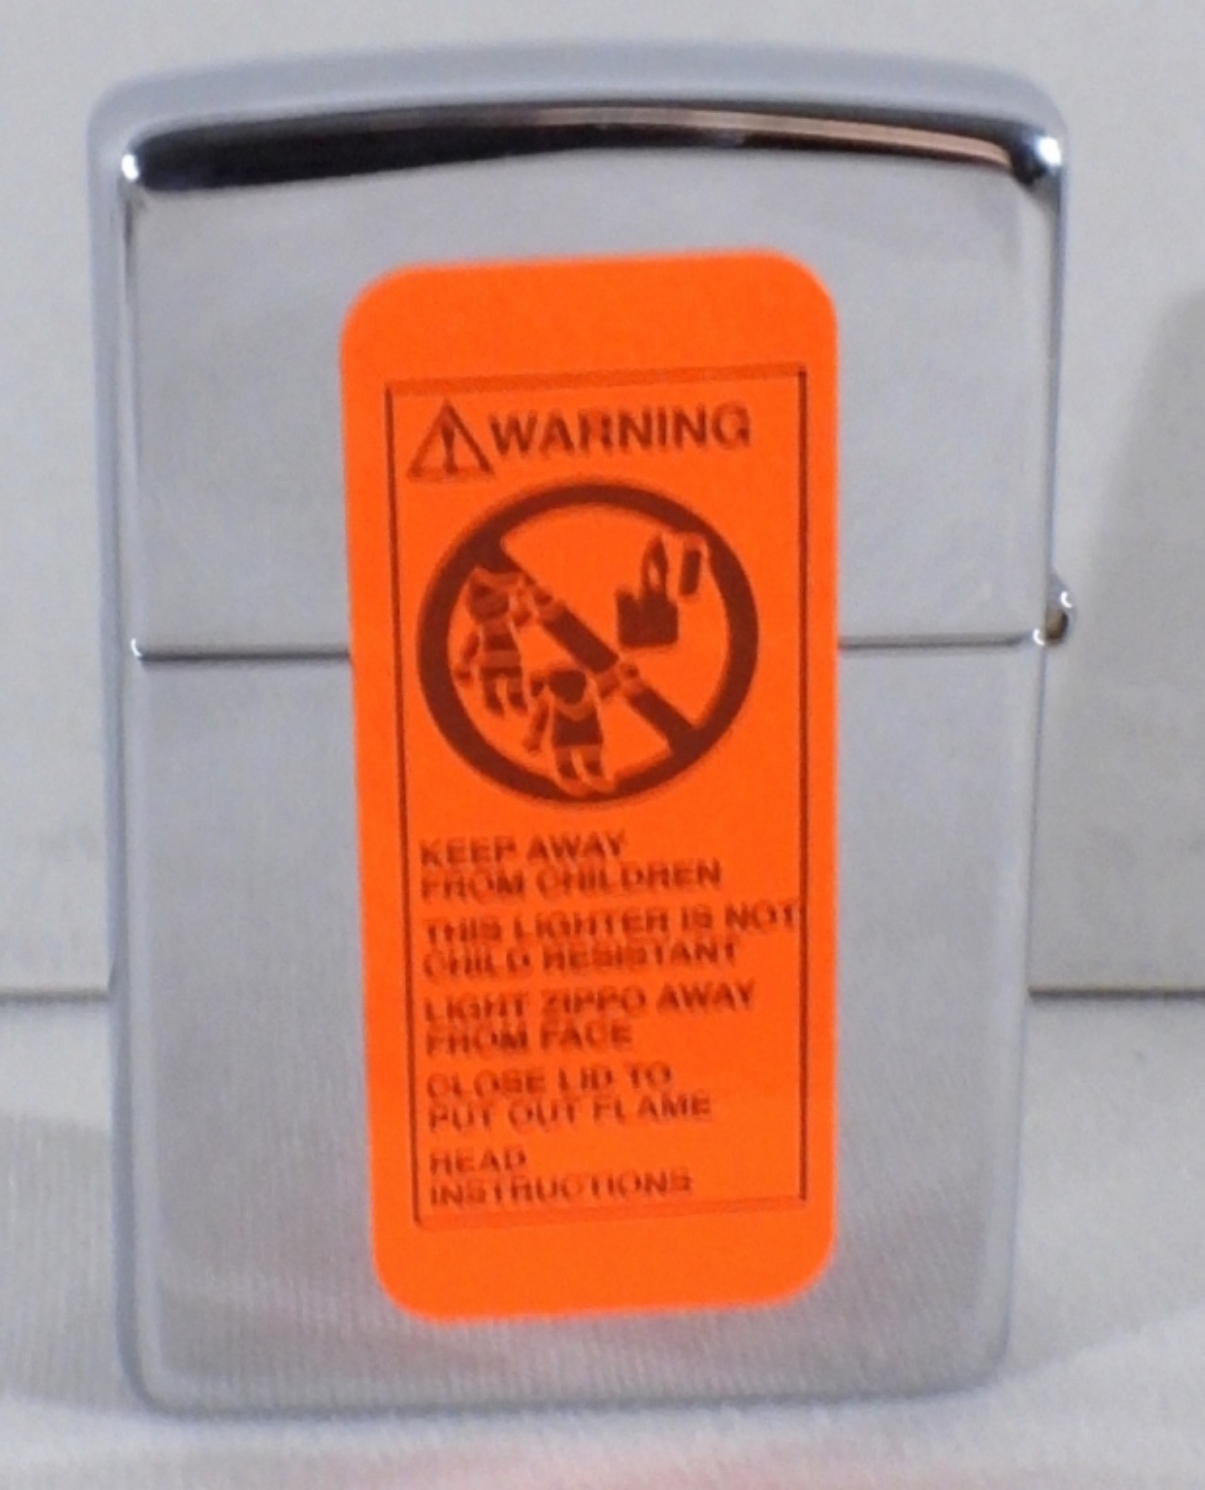 WARNING
KEEP AWAY
FROM CHILDREN
THIS LIGHTER IS NOT
CHILD RESISTANT
LIGHT ZIPPO AWAY
FROM FACE
CLOSE LID TO
PUT OUT FLAME
READ
INSTRUCTIONS